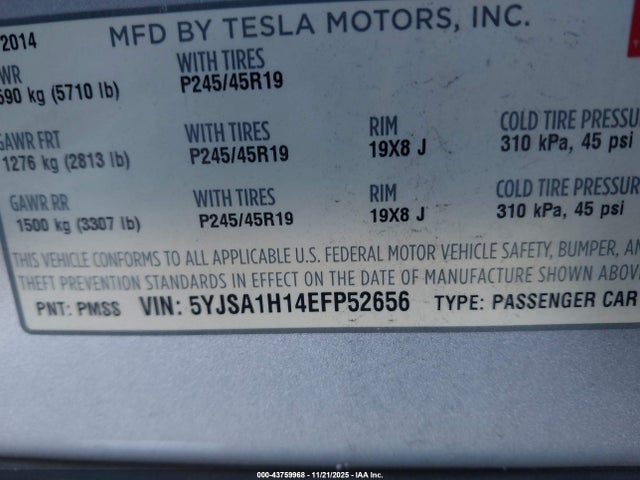 /2014 MFD BY TESLA MOTORS, INC.
WR WITH TIRES
590 kg (5710 lb) P245/45R19
GAWR FRT WITH TIRES RIM COLD TIRE PRESSUR
1276 kg (2813 lb) P245/45R19 19X8 J 310 kPa, 45 psi
GAWR RR WITH TIRES RIM COLD TIRE PRESSUR
1500 kg (3307 lb) P245/45R19 19X8 J 310 kPa, 45 psi
THIS VEHICLE CONFORMS TO ALL APPLICABLE U.S. FEDERAL MOTOR VEHICLE SAFETY, BUMPER, AN
THEFT PREVENTION STANDARDS IN EFFECT ON THE DATE OF MANUFACTURE SHOWN ABOVE.
PNT: PMSS VIN: 5YJSA1H14EFP52656 TYPE: PASSENGER CAR
000-43759968 - 11/21/2025 - IAA Inc.